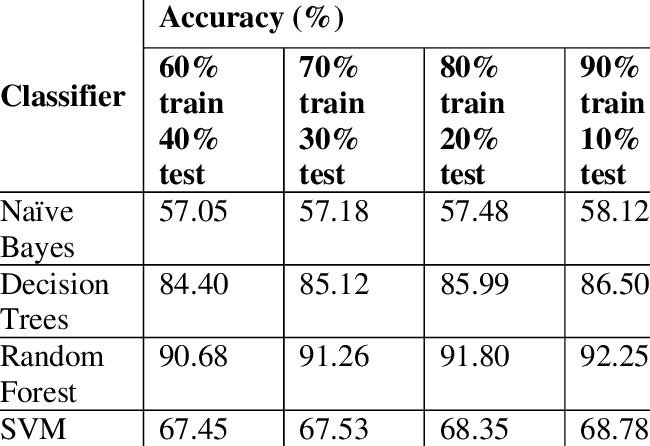 Accuracy (%)
Classifier
60% 70% 80% 90%
train train train train
40% 30% 20% 10%
test test test test
Naïve 57.05 57.18 57.48 58.12
Bayes
Decision 84.40 85.12 85.99 86.50
Trees
Random 90.68 91.26 91.80 92.25
Forest
SVM 67.45 67.53 68.35 68.78